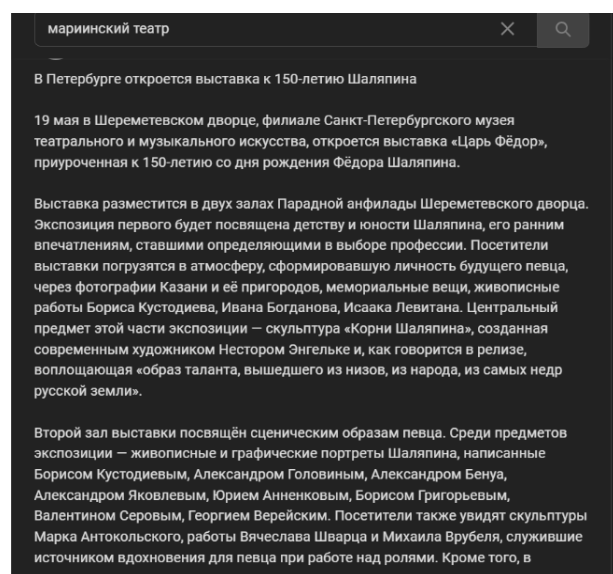 мариинский театр
В Петербурге откроется выставка к 150-летию Шаляпина
19 мая в Шереметевском дворце, филиале Санкт-Петербургского музея
театрального и музыкального искусства, откроется выставка «Царь Фёдор»,
приуроченная к 150-летию со дня рождения Фёдора Шаляпина.
Выставка разместится в двух залах Парадной анфилады Шереметевского дворца.
Экспозиция первого будет посвящена детству и юности Шаляпина, его ранним
впечатлениям, ставшими определяющими в выборе профессии. Посетители
выставки погрузятся в атмосферу, сформировавшую личность будущего певца,
через фотографии Казани и её пригородов, мемориальные вещи, живописные
работы Бориса Кустодиева, Ивана Богданова, Исаака Левитана. Центральный
предмет этой части экспозиции — скульптура «Корни Шаляпина», созданная
современным художником Нестором Энгельке и, как говорится в релизе,
воплощающая «образ таланта, вышедшего из низов, из народа, из самых недр
русской земли».
Второй зал выставки посвящён сценическим образам певца. Среди предметов
экспозиции — живописные и графические портреты Шаляпина, написанные
Борисом Кустодиевым, Александром Головиным, Александром Бенуа,
Александром Яковлевым, Юрием Анненковым, Борисом Григорьевым,
Валентином Серовым, Георгием Верейским. Посетители также увидят скульптуры
Марка Антокольского, работы Вячеслава Шварца и Михаила Врубеля, служившие
источником вдохновения для певца при работе над ролями. Кроме того, в